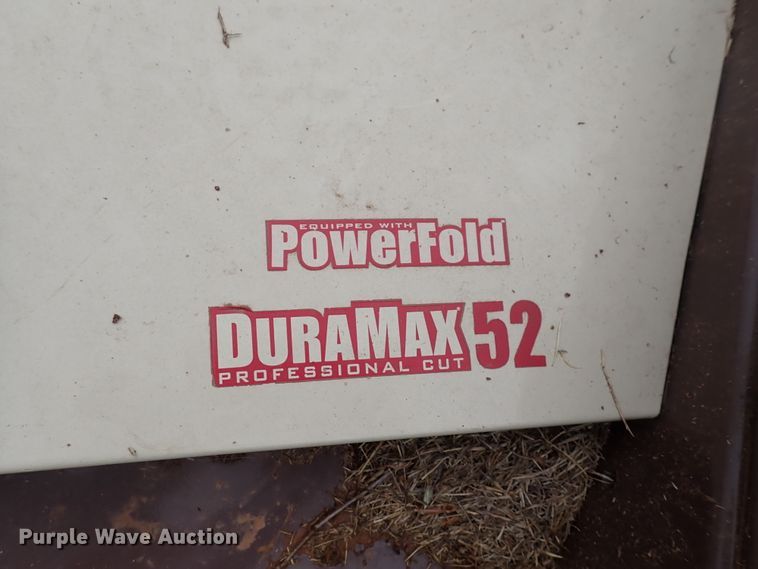 EQUIPPED WITH
PowerFold
DURAMAX 52
PROFESSIONAL CUT
Purple Wave Auction